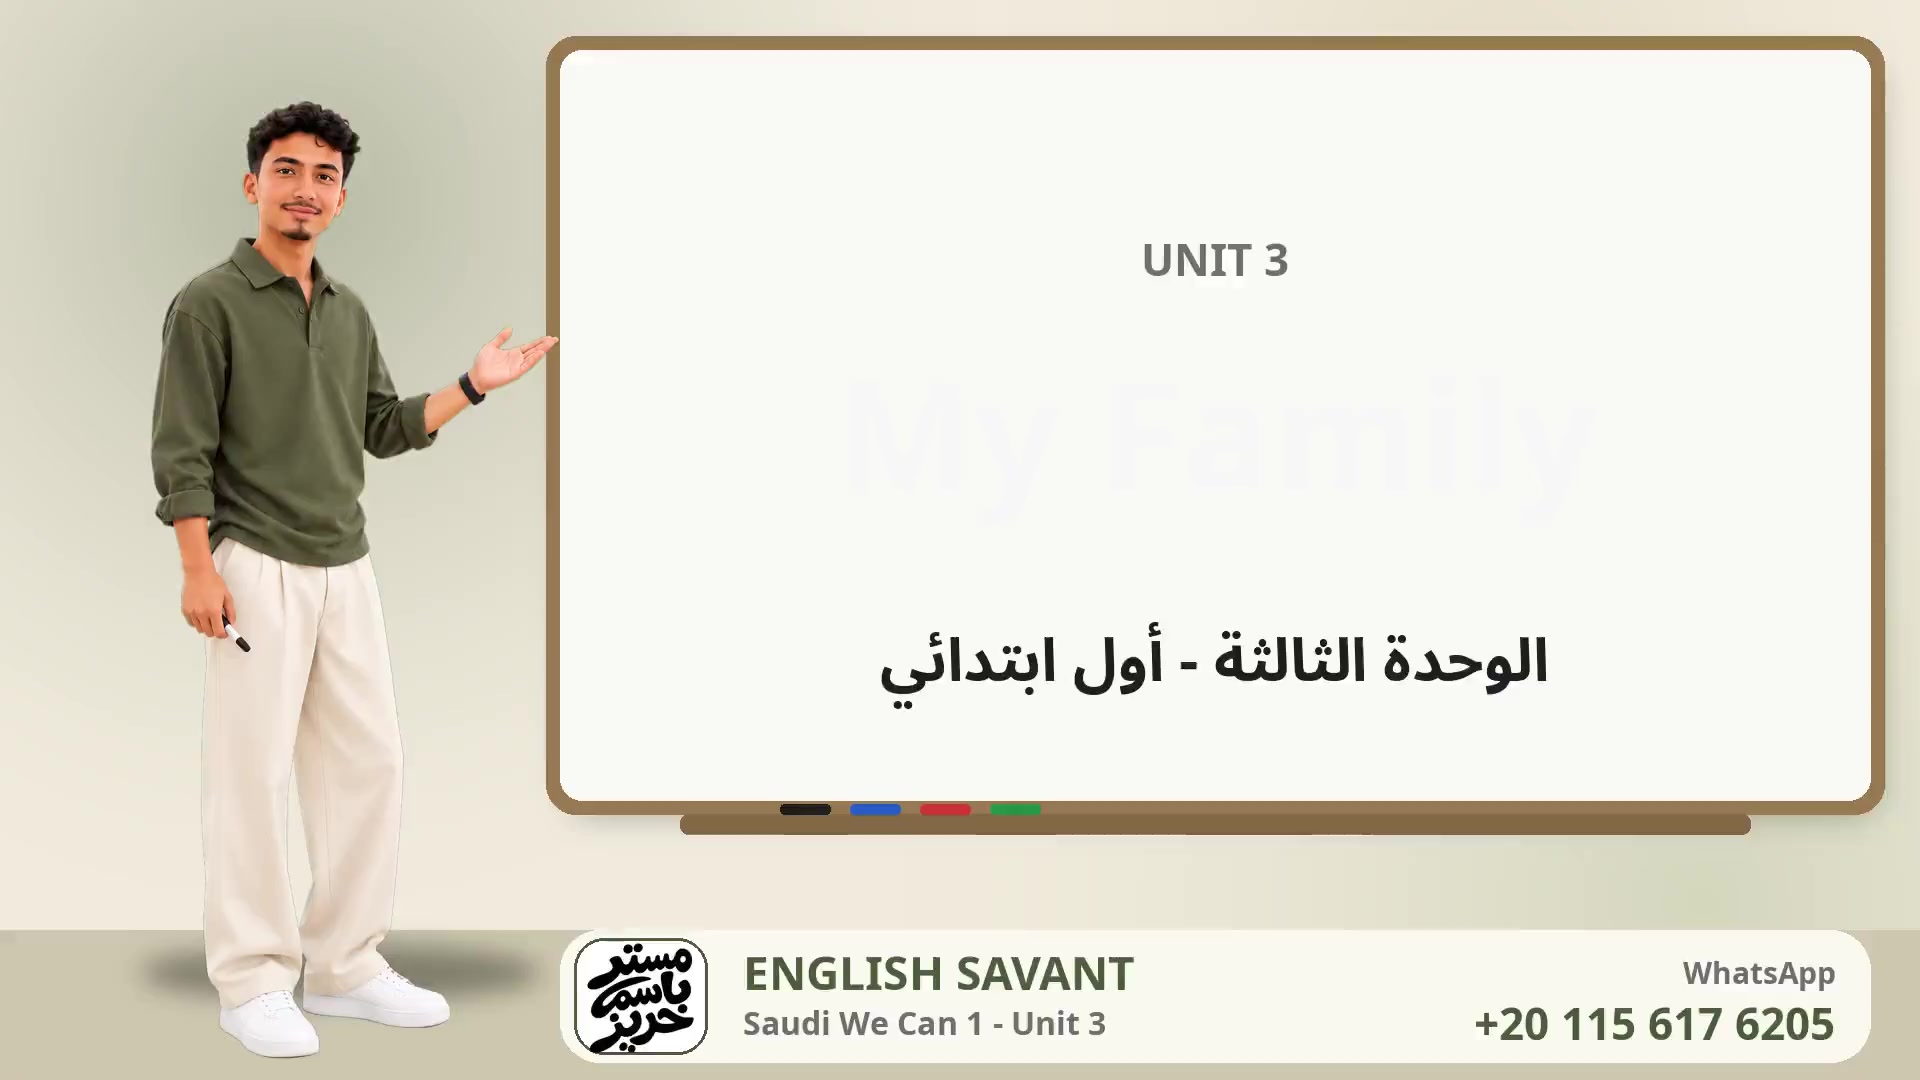 UNIT 3
My Family
الوحدة الثالثة - أول ابتدائي
مستر
باسم
حريز
ENGLISH SAVANT
Saudi We Can 1 - Unit 3
WhatsApp
+20 115 617 6205